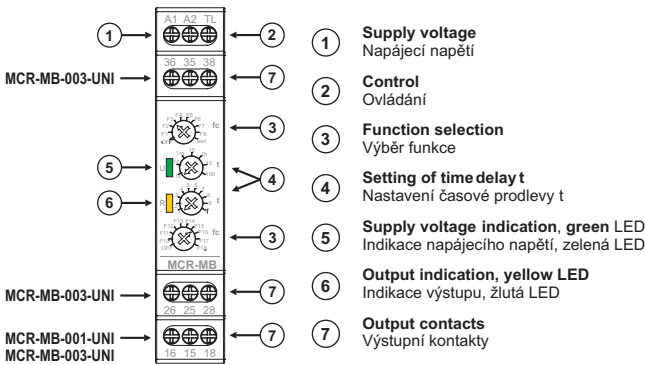 A1 A2 TL
1
2
36 35 38
MCR-MB-003-UNI
7
fc
3
5
U
t
4
6
R
t
fc
3
MCR-MB
MCR-MB-003-UNI
7
26 25 28
MCR-MB-001-UNI
MCR-MB-003-UNI
7
16 15 18
1
Supply voltage
Napájecí napětí
2
Control
Ovládání
3
Function selection
Výběr funkce
4
Setting of time delay t
Nastavení časové prodlevy t
5
Supply voltage indication, green LED
Indikace napájecího napětí, zelená LED
6
Output indication, yellow LED
Indikace výstupu, žlutá LED
7
Output contacts
Výstupní kontakty